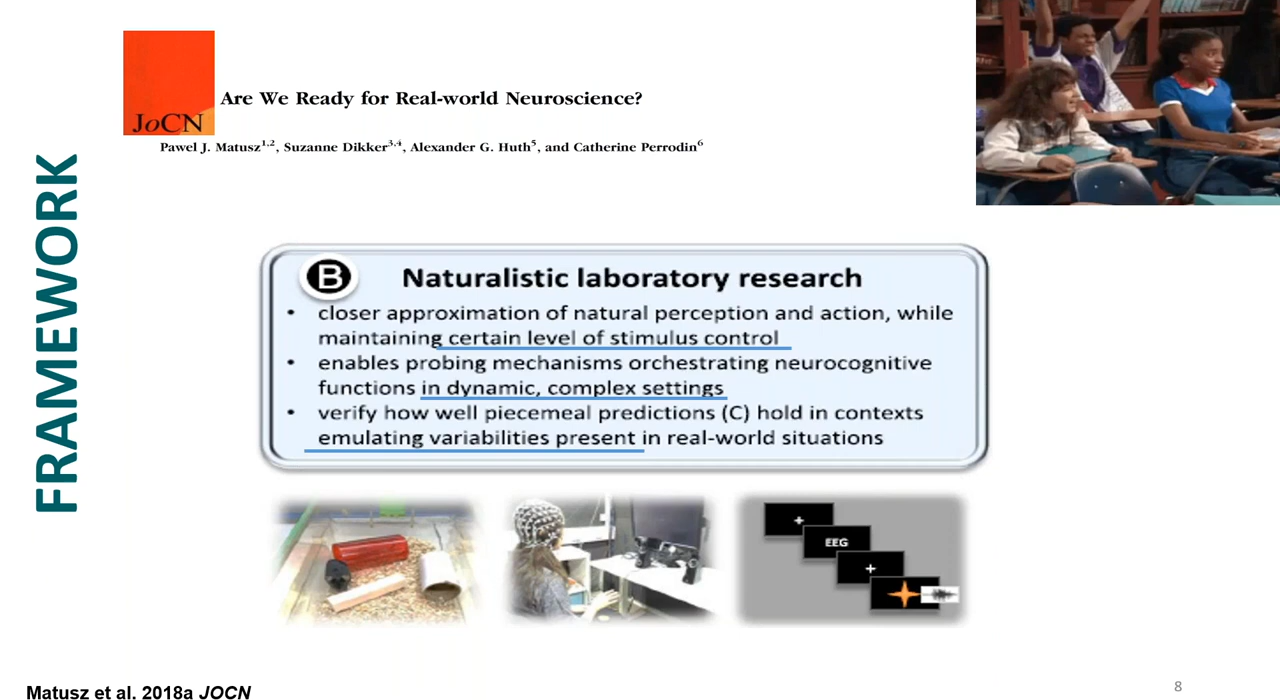 JoCN
Are We Ready for Real-world Neuroscience?
Pawel J. Matusz1,2, Suzanne Dikker3,4, Alexander G. Huth5, and Catherine Perrodin6
FRAMEWORK
B Naturalistic laboratory research
• closer approximation of natural perception and action, while
maintaining certain level of stimulus control
• enables probing mechanisms orchestrating neurocognitive
functions in dynamic, complex settings
• verify how well piecemeal predictions (C) hold in contexts
emulating variabilities present in real-world situations
+
EEG
+
Matusz et al. 2018a JOCN
8